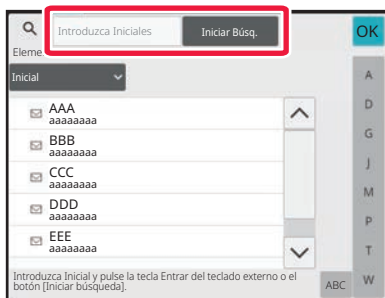 Introduzca Iniciales
Iniciar Búsq.
OK
Eleme
Inicial
AAA
aaaaaaaa
BBB
aaaaaaaa
CCC
aaaaaaaa
DDD
aaaaaaaa
EEE
aaaaaaaa
A
D
G
J
M
P
T
W
Introduzca Inicial y pulse la tecla Entrar del teclado externo o el
botón [Iniciar búsqueda].
ABC